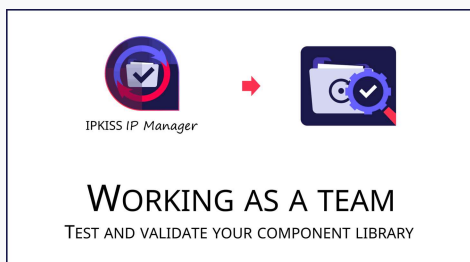 IPKISS IP Manager
WORKING AS A TEAM
TEST AND VALIDATE YOUR COMPONENT LIBRARY